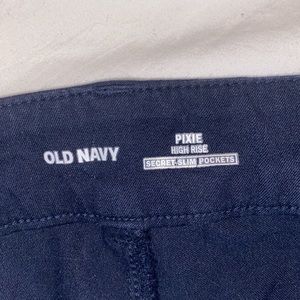 OLD NAVY
PIXIE
HIGH RISE
SECRET-SLIM POCKETS